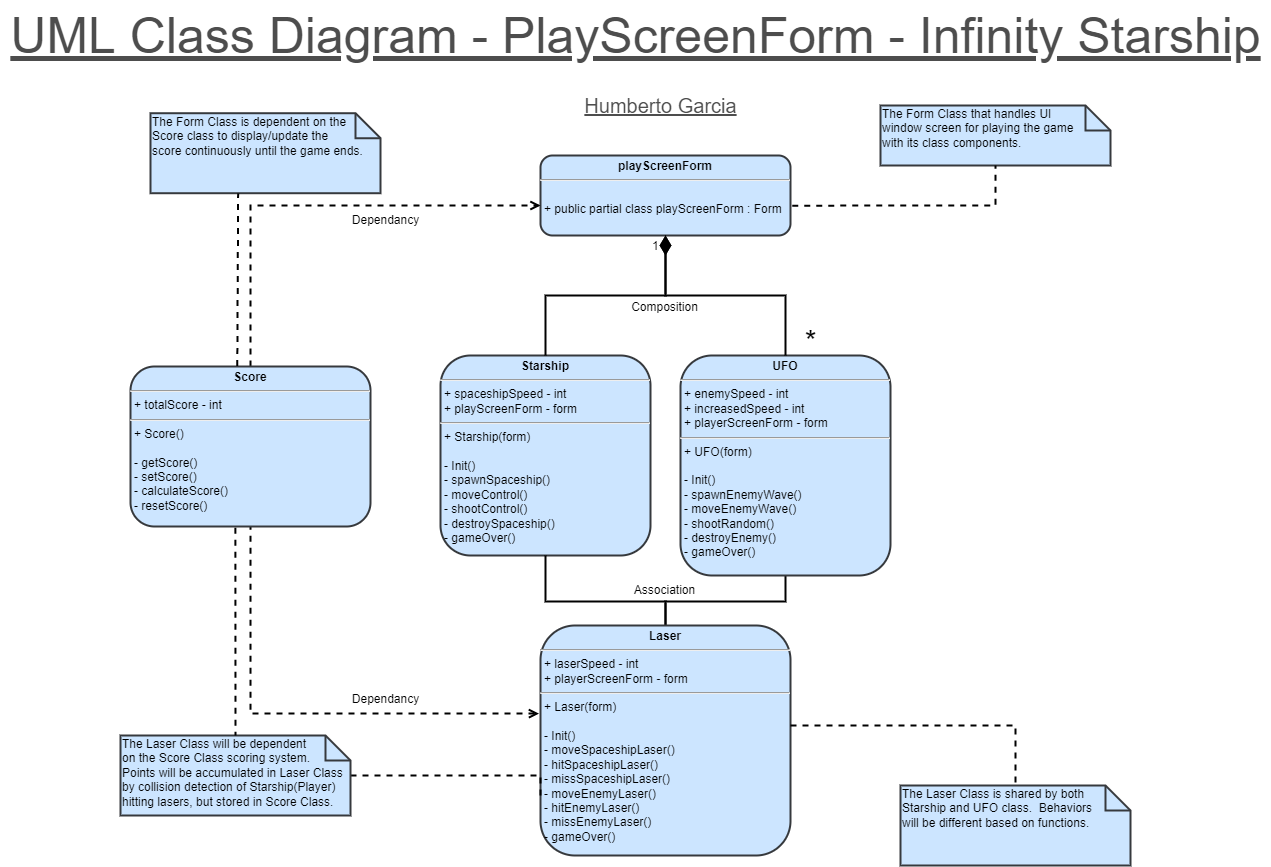 UML Class Diagram - PlayScreenForm - Infinity Starship
Humberto Garcia
The Form Class is dependent on the
Score class to display/update the
score continuously until the game ends.
The Form Class that handles UI
window screen for playing the game
with its class components.
playScreenForm
+ public partial class playScreenForm : Form
Dependancy
1
Composition
*
Score
+ totalScore - int
+ Score()
- getScore()
- setScore()
- calculateScore()
- resetScore()
Starship
+ spaceshipSpeed - int
+ playScreenForm - form
+ Starship(form)
- Init()
- spawnSpaceship()
- moveControl()
- shootControl()
- destroySpaceship()
- gameOver()
UFO
+ enemySpeed - int
+ increasedSpeed - int
+ playerScreenForm - form
+ UFO(form)
- Init()
- spawnEnemyWave()
- moveEnemyWave()
- shootRandom()
- destroyEnemy()
- gameOver()
Association
Laser
+ laserSpeed - int
+ playerScreenForm - form
+ Laser(form)
- Init()
- moveSpaceshipLaser()
- hitSpaceshipLaser()
- missSpaceshipLaser()
- moveEnemyLaser()
- hitEnemyLaser()
- missEnemyLaser()
- gameOver()
Dependancy
The Laser Class will be dependent
on the Score Class scoring system.
Points will be accumulated in Laser Class
by collision detection of Starship(Player)
hitting lasers, but stored in Score Class.
The Laser Class is shared by both
Starship and UFO class.  Behaviors
will be different based on functions.